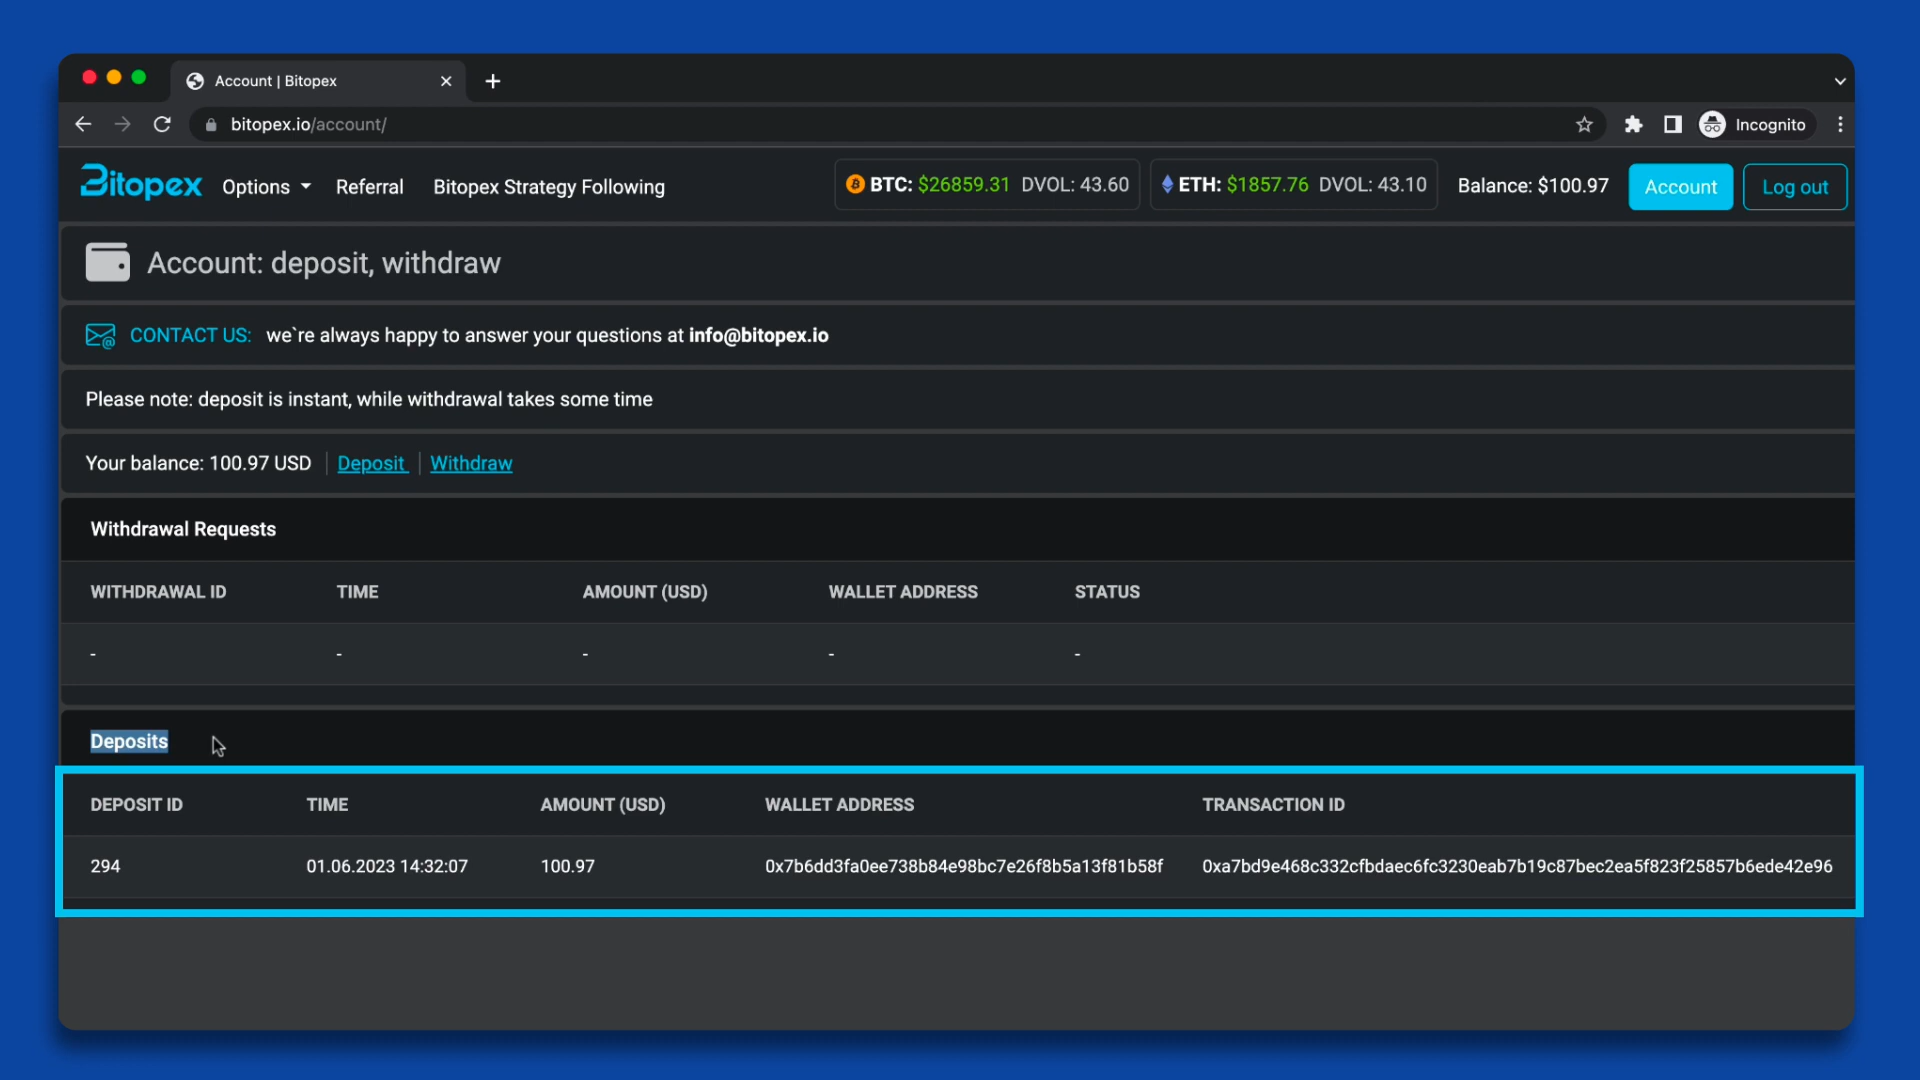 Account | Bitopex
bitopex.io/account/
Incognito
Bitopex Options Referral Bitopex Strategy Following BTC: $26859.31 DVOL: 43.60 ETH: $1857.76 DVOL: 43.10 Balance: $100.97 Account Log out
Account: deposit, withdraw
CONTACT US: we`re always happy to answer your questions at info@bitopex.io
Please note: deposit is instant, while withdrawal takes some time
Your balance: 100.97 USD Deposit Withdraw
Withdrawal Requests
WITHDRAWAL ID TIME AMOUNT (USD) WALLET ADDRESS STATUS
- - - - -
Deposits
DEPOSIT ID TIME AMOUNT (USD) WALLET ADDRESS TRANSACTION ID
294 01.06.2023 14:32:07 100.97 0x7b6dd3fa0ee738b84e98bc7e26f8b5a13f81b58f 0xa7bd9e468c332cfbdaec6fc3230eab7b19c87bec2ea5f823f25857b6ede42e96